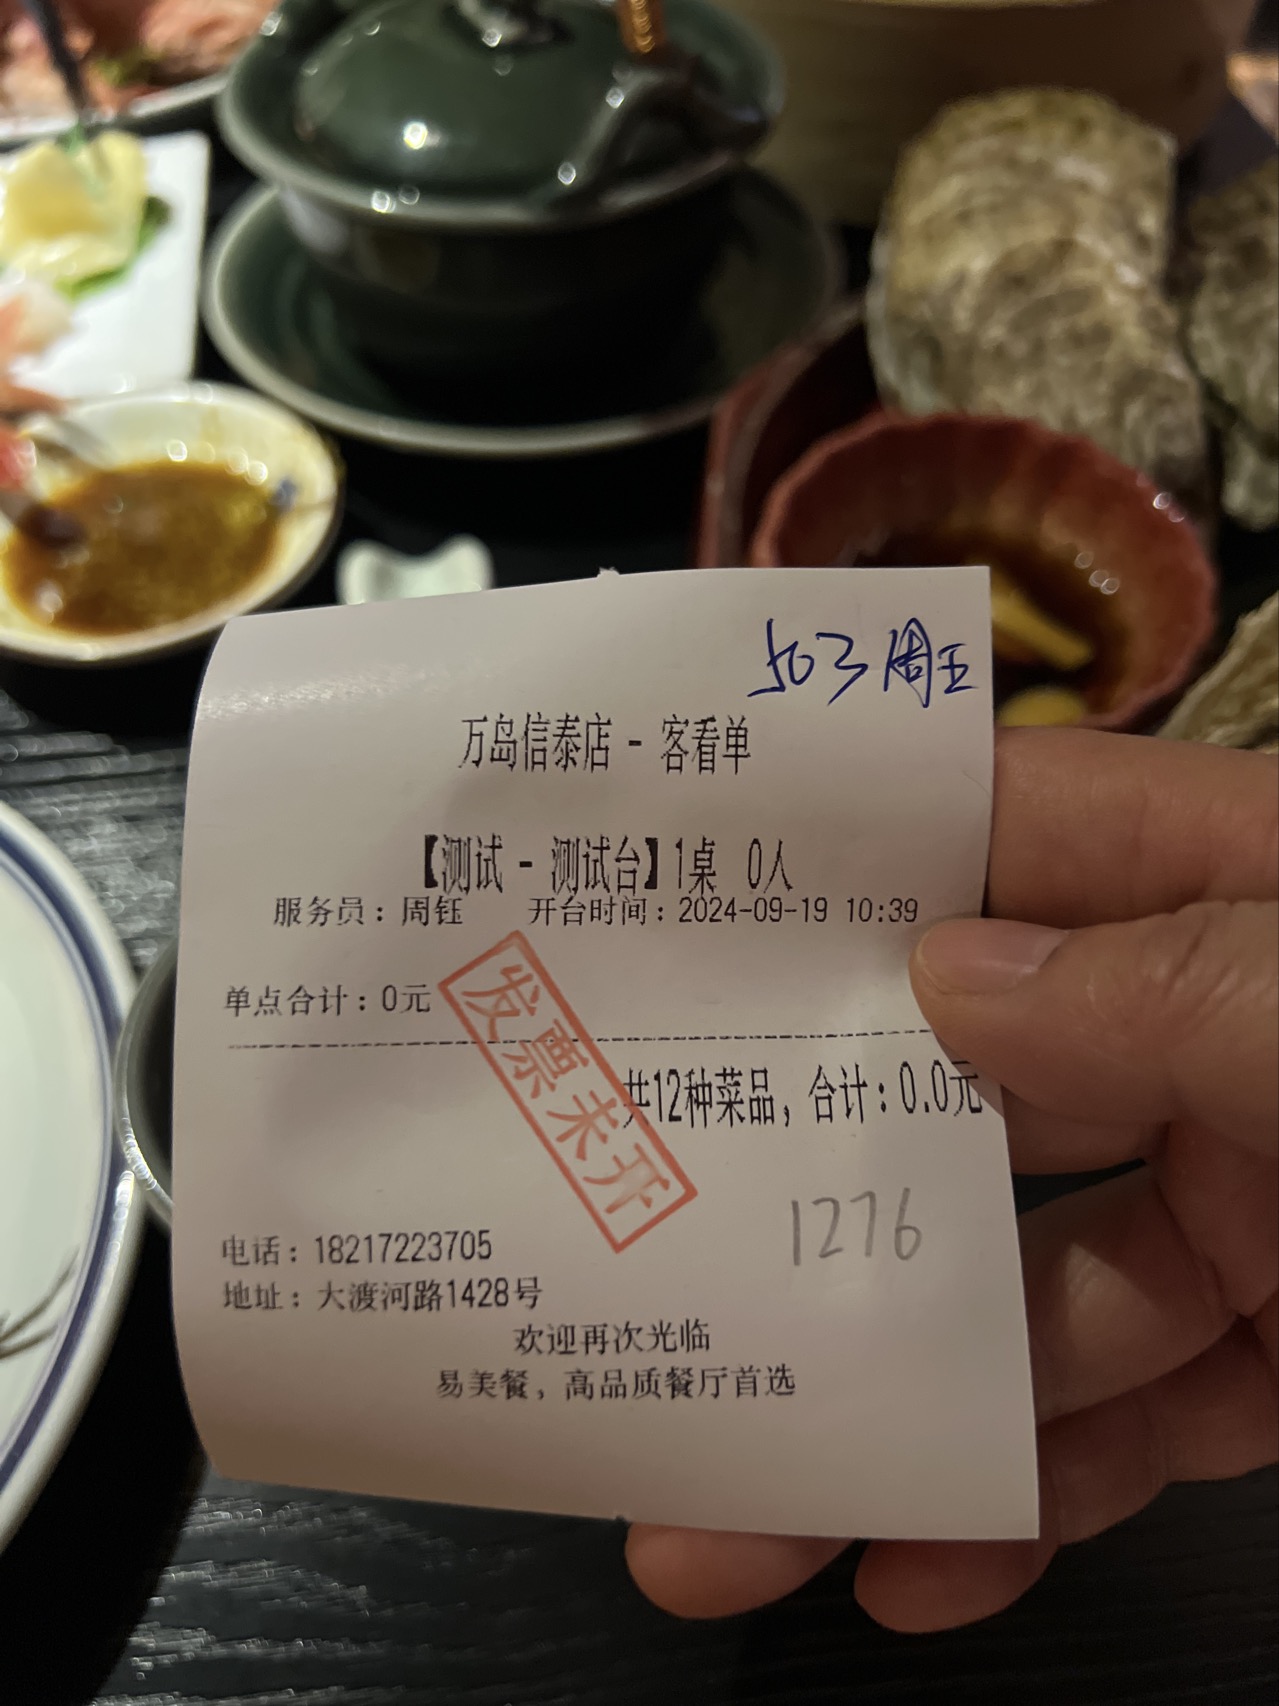 503 周王
万岛信泰店 - 客看单
【测试 - 测试台】1桌 0人
服务员：周钰 开台时间：2024-09-19 10:39
单点合计：0元
发票未开
共12种菜品，合计：0.0元
1276
电话：18217223705
地址：大渡河路1428号
欢迎再次光临
易美餐，高品质餐厅首选